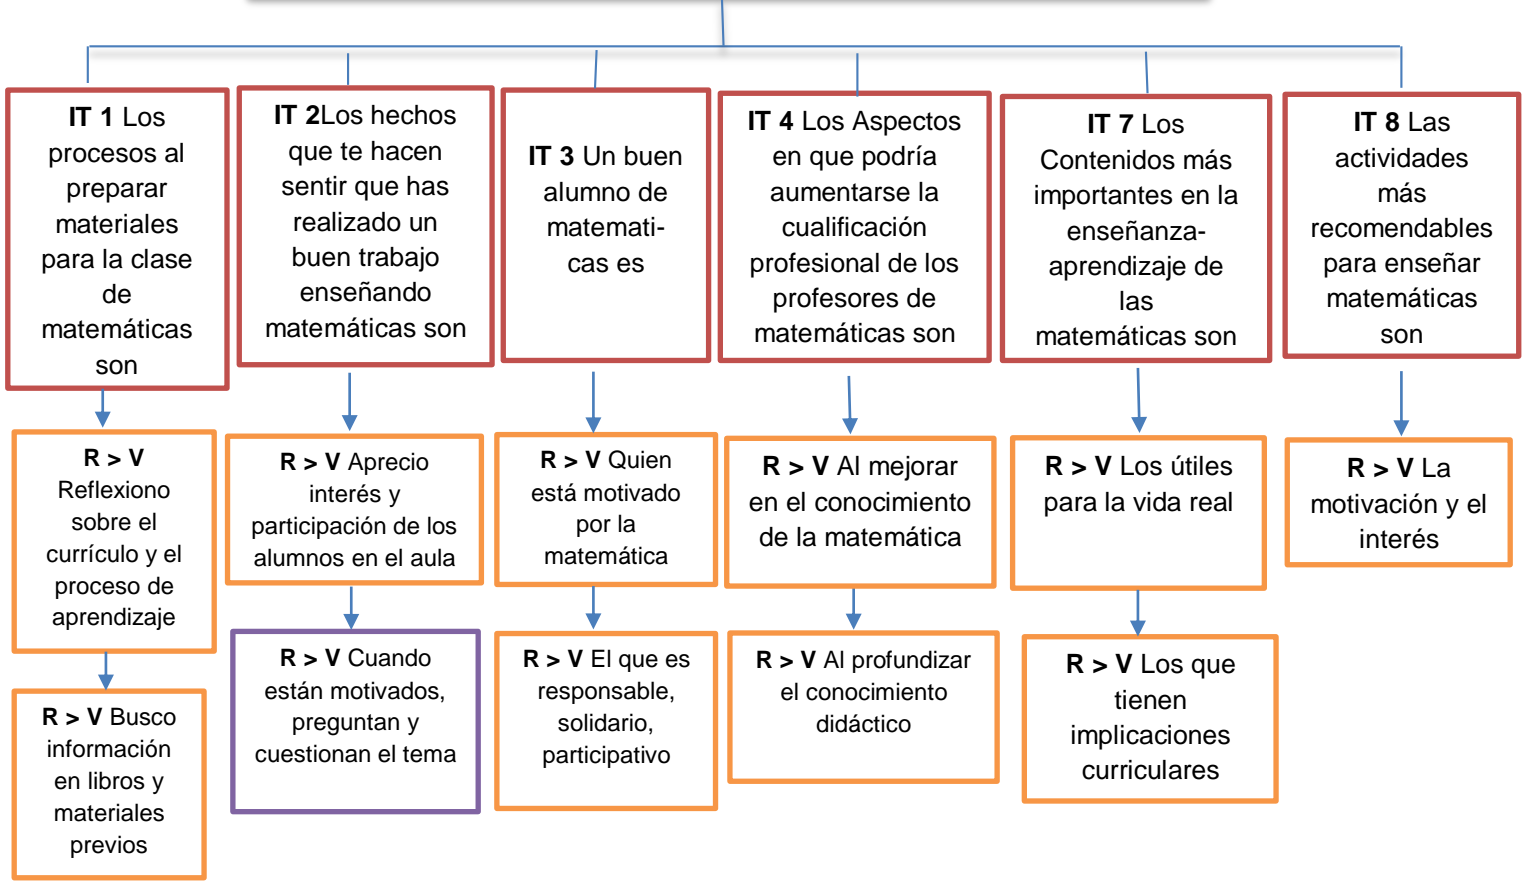 IT 1 Los
procesos al
preparar
materiales
para la clase
de
matemáticas
son
IT 2Los hechos
que te hacen
sentir que has
realizado un
buen trabajo
enseñando
matemáticas son
IT 3 Un buen
alumno de
matemati-
cas es
IT 4 Los Aspectos
en que podría
aumentarse la
cualificación
profesional de los
profesores de
matemáticas son
IT 7 Los
Contenidos más
importantes en la
enseñanza-
aprendizaje de
las
matemáticas son
IT 8 Las
actividades
más
recomendables
para enseñar
matemáticas
son
R > V
Reflexiono
sobre el
currículo y el
proceso de
aprendizaje
R > V Aprecio
interés y
participación de los
alumnos en el aula
R > V Quien
está motivado
por la
matemática
R > V Al mejorar
en el conocimiento
de la matemática
R > V Los útiles
para la vida real
R > V La
motivación y el
interés
R > V Busco
información
en libros y
materiales
previos
R > V Cuando
están motivados,
preguntan y
cuestionan el tema
R > V El que es
responsable,
solidario,
participativo
R > V Al profundizar
el conocimiento
didáctico
R > V Los que
tienen
implicaciones
curriculares